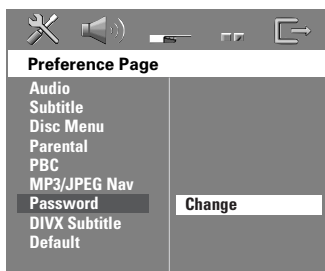 Preference Page
Audio
Subtitle
Disc Menu
Parental
PBC
MP3/JPEG Nav
Password
Change
DIVX Subtitle
Default